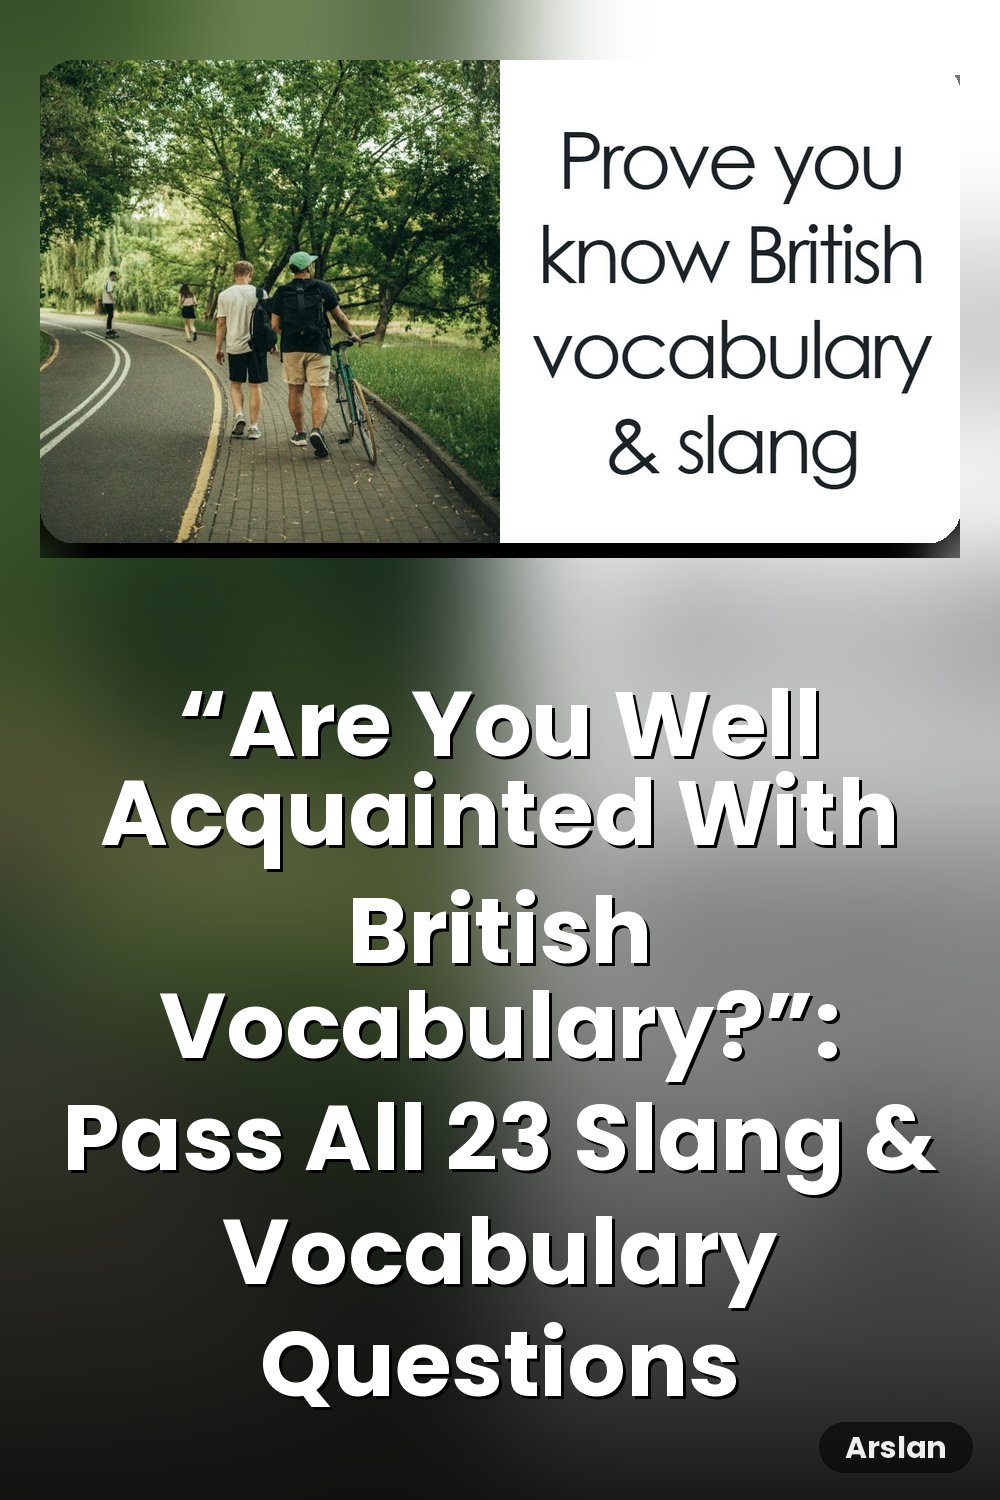 Prove you
know British
vocabulary
& slang
“Are You Well
Acquainted With
British
Vocabulary?”:
Pass All 23 Slang &
Vocabulary
Questions
Arslan